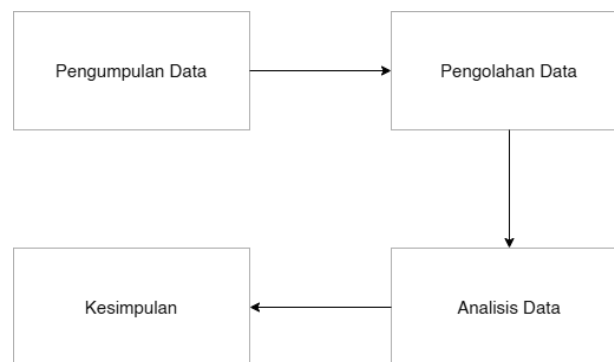 Pengumpulan Data
Pengolahan Data
Analisis Data
Kesimpulan